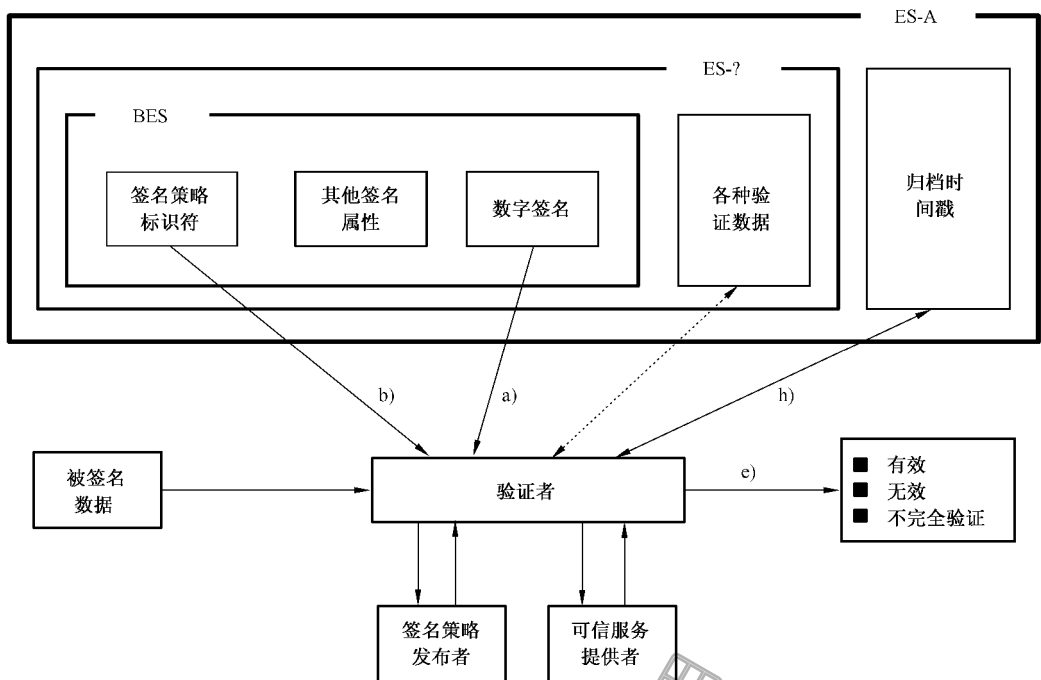 ES-A
ES-?
BES
签名策略
标识符
其他签名
属性
数字签名
各种验
证数据
归档时
间戳
b)
a)
h)
被签名
数据
验证者
e)
■ 有效
■ 无效
■ 不完全验证
签名策略
发布者
可信服务
提供者